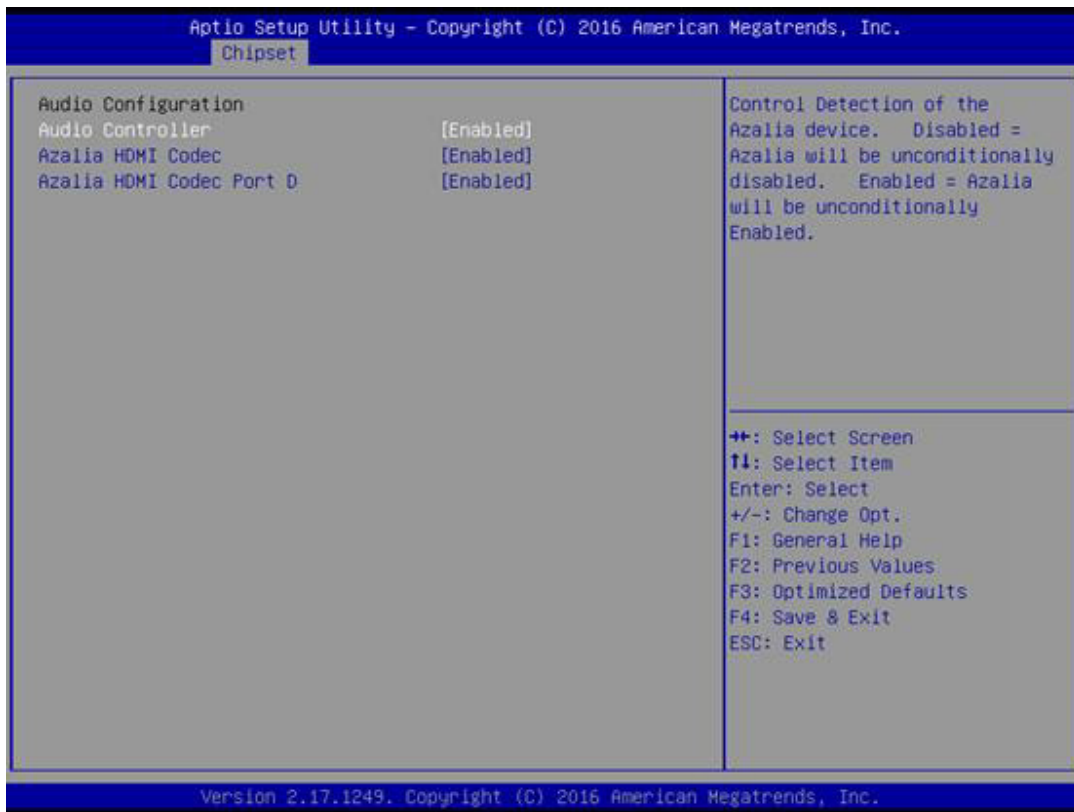 Aptio Setup Utility – Copyright (C) 2016 American Megatrends, Inc.
Chipset
Audio Configuration
Audio Controller [Enabled]
Azalia HDMI Codec [Enabled]
Azalia HDMI Codec Port D [Enabled]
Control Detection of the
Azalia device. Disabled =
Azalia will be unconditionally
disabled. Enabled = Azalia
will be unconditionally
Enabled.
→←: Select Screen
↑↓: Select Item
Enter: Select
+/-: Change Opt.
F1: General Help
F2: Previous Values
F3: Optimized Defaults
F4: Save & Exit
ESC: Exit
Version 2.17.1249. Copyright (C) 2016 American Megatrends, Inc.